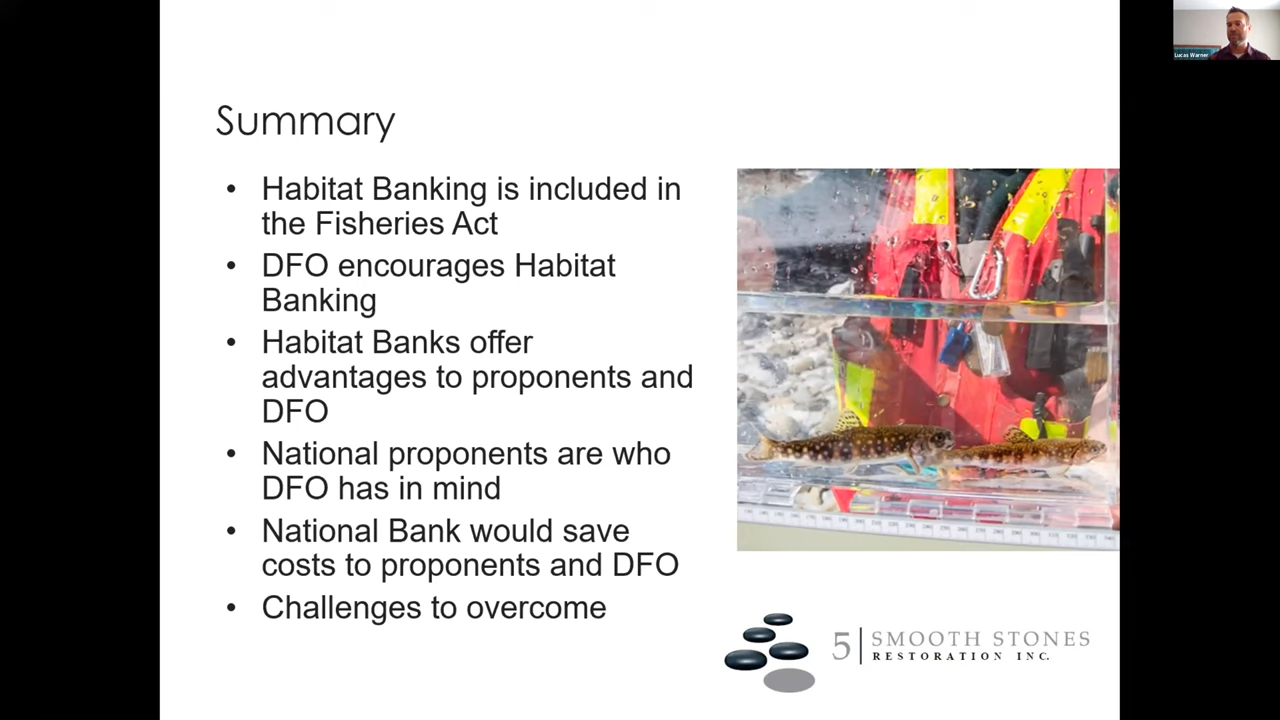 Lucas Warner
Summary
• Habitat Banking is included in
the Fisheries Act
• DFO encourages Habitat
Banking
• Habitat Banks offer
advantages to proponents and
DFO
• National proponents are who
DFO has in mind
• National Bank would save
costs to proponents and DFO
• Challenges to overcome
5 SMOOTH STONES
RESTORATION INC.